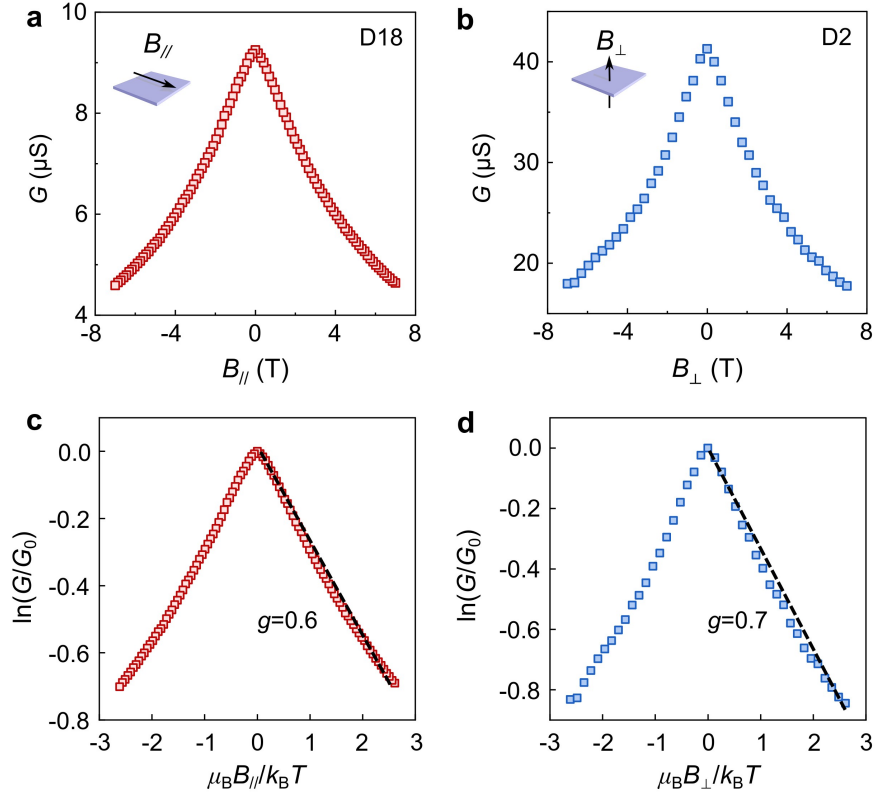 a
B//
D18
10
8
6
4
G (μS)
-8 -4 0 4 8
B// (T)
b
B⊥
D2
40
30
20
G (μS)
-8 -4 0 4 8
B⊥ (T)
c
0.0
-0.2
-0.4
-0.6
-0.8
ln(G/G0)
g=0.6
-3 -2 -1 0 1 2 3
μBB///kBT
d
0.0
-0.2
-0.4
-0.6
-0.8
ln(G/G0)
g=0.7
-3 -2 -1 0 1 2 3
μBB⊥/kBT